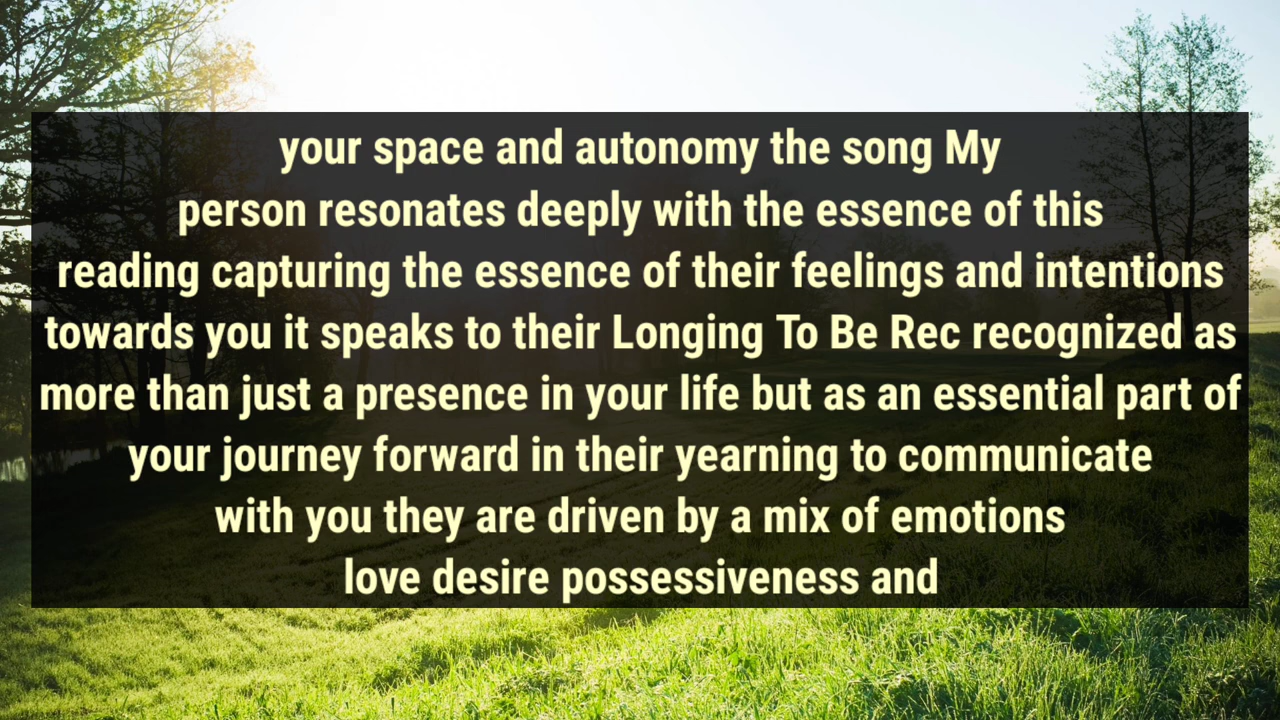 your space and autonomy the song My
person resonates deeply with the essence of this
reading capturing the essence of their feelings and intentions
towards you it speaks to their Longing To Be Rec recognized as
more than just a presence in your life but as an essential part of
your journey forward in their yearning to communicate
with you they are driven by a mix of emotions
love desire possessiveness and